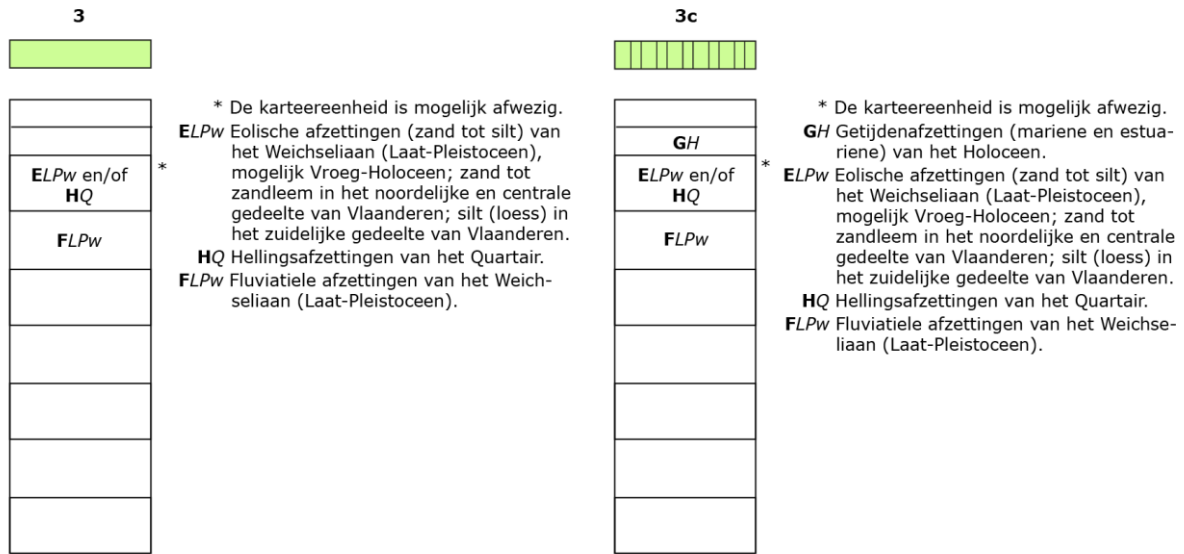 3
* De karteereenheid is mogelijk afwezig.
ELPw Eolische afzettingen (zand tot silt) van
het Weichseliaan (Laat-Pleistoceen),
mogelijk Vroeg-Holoceen; zand tot
zandleem in het noordelijke en centrale
gedeelte van Vlaanderen; silt (loess) in
het zuidelijke gedeelte van Vlaanderen.
HQ Hellingsafzettingen van het Quartair.
FLPw Fluviatiele afzettingen van het Weich-
seliaan (Laat-Pleistoceen).
ELPw en/of
HQ
*
FLPw
3c
* De karteereenheid is mogelijk afwezig.
GH Getijdenafzettingen (mariene en estua-
riene) van het Holoceen.
ELPw Eolische afzettingen (zand tot silt) van
het Weichseliaan (Laat-Pleistoceen),
mogelijk Vroeg-Holoceen; zand tot
zandleem in het noordelijke en centrale
gedeelte van Vlaanderen; silt (loess) in
het zuidelijke gedeelte van Vlaanderen.
HQ Hellingsafzettingen van het Quartair.
FLPw Fluviatiele afzettingen van het Weichse-
liaan (Laat-Pleistoceen).
GH
ELPw en/of
HQ
*
FLPw